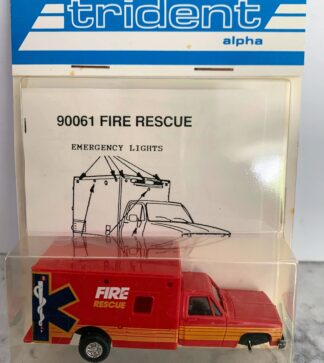 trident
alpha
90061 FIRE RESCUE
EMERGENCY LIGHTS
FIRE
RESCUE